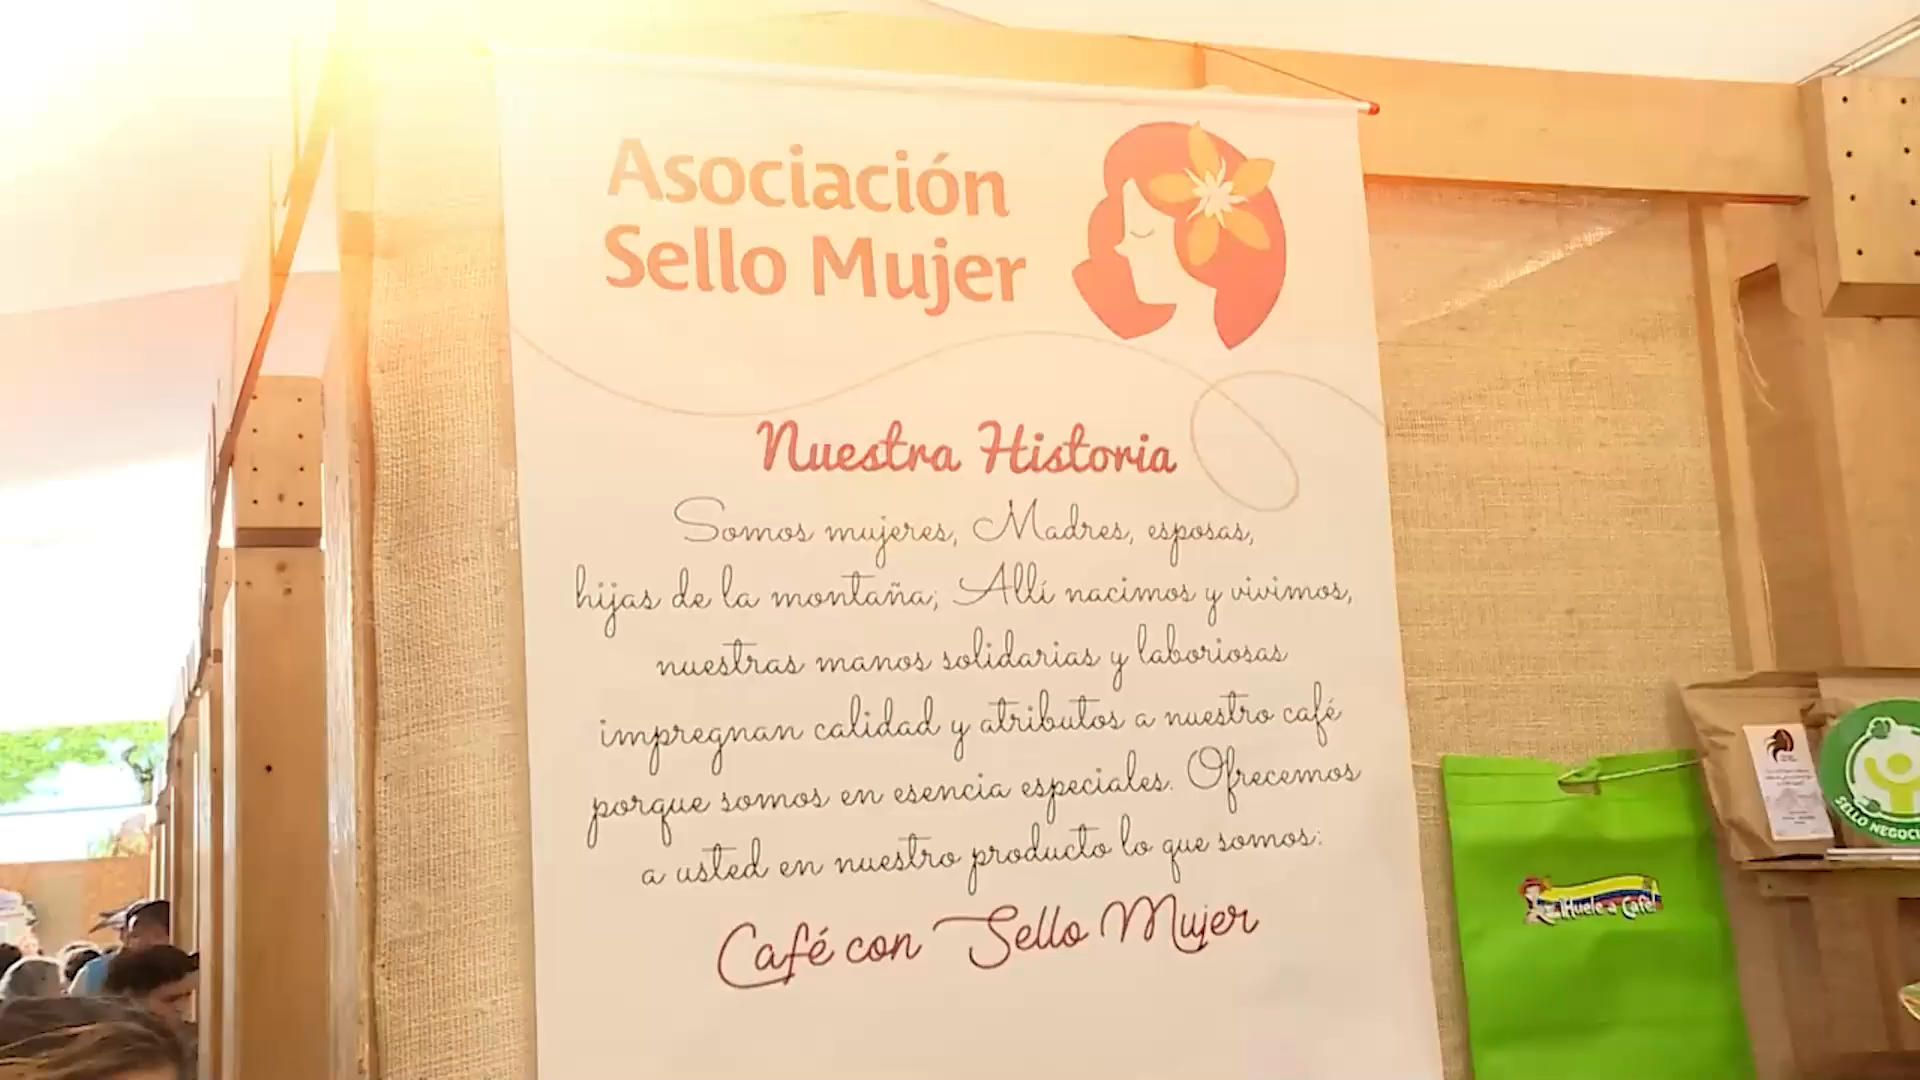 Asociación
Sello Mujer
Nuestra Historia
Somos mujeres, Madres, esposas,
hijas de la montaña; Allí nacimos y vivimos,
nuestras manos solidarias y laboriosas
impregnan calidad y atributos a nuestro café
porque somos en esencia especiales. Ofrecemos
a usted en nuestro producto lo que somos:
Café con Sello Mujer
¡Huele a Café!
SELLO